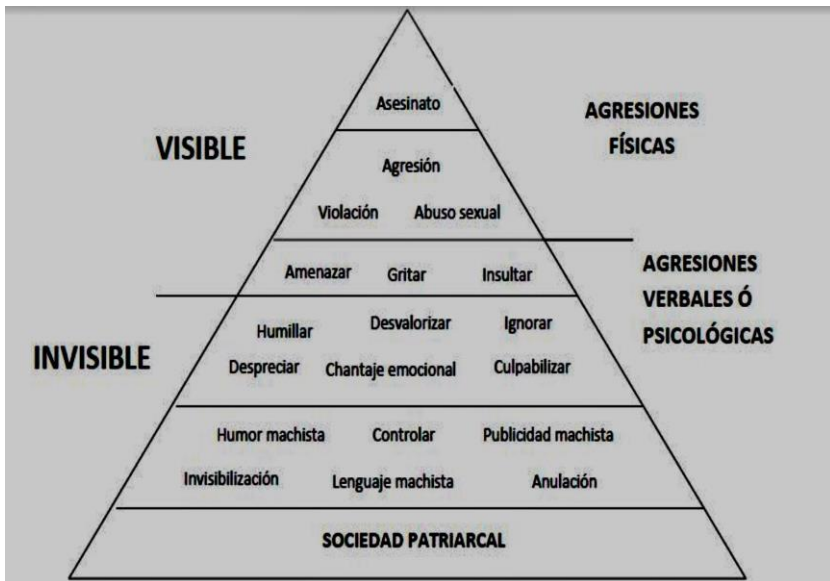 Asesinato
AGRESIONES
FÍSICAS
VISIBLE
Agresión
Violación Abuso sexual
Amenazar Gritar Insultar
AGRESIONES
VERBALES Ó
PSICOLÓGICAS
INVISIBLE
Humillar Desvalorizar Ignorar
Despreciar Chantaje emocional Culpabilizar
Humor machista Controlar Publicidad machista
Invisibilización Lenguaje machista Anulación
SOCIEDAD PATRIARCAL